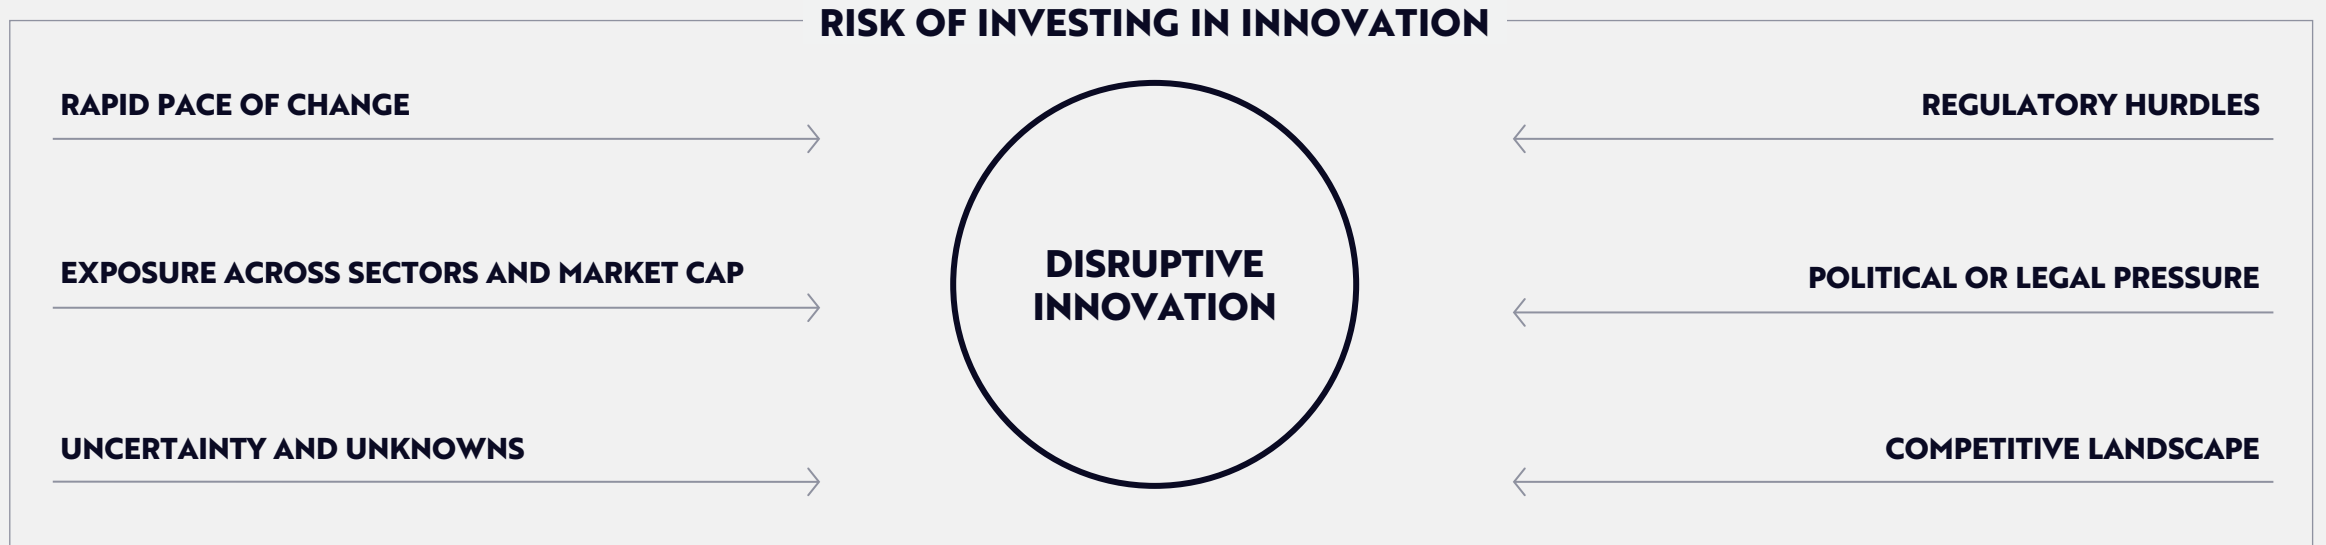 RISK OF INVESTING IN INNOVATION
RAPID PACE OF CHANGE
REGULATORY HURDLES
EXPOSURE ACROSS SECTORS AND MARKET CAP
DISRUPTIVE
INNOVATION
POLITICAL OR LEGAL PRESSURE
UNCERTAINTY AND UNKNOWNS
COMPETITIVE LANDSCAPE